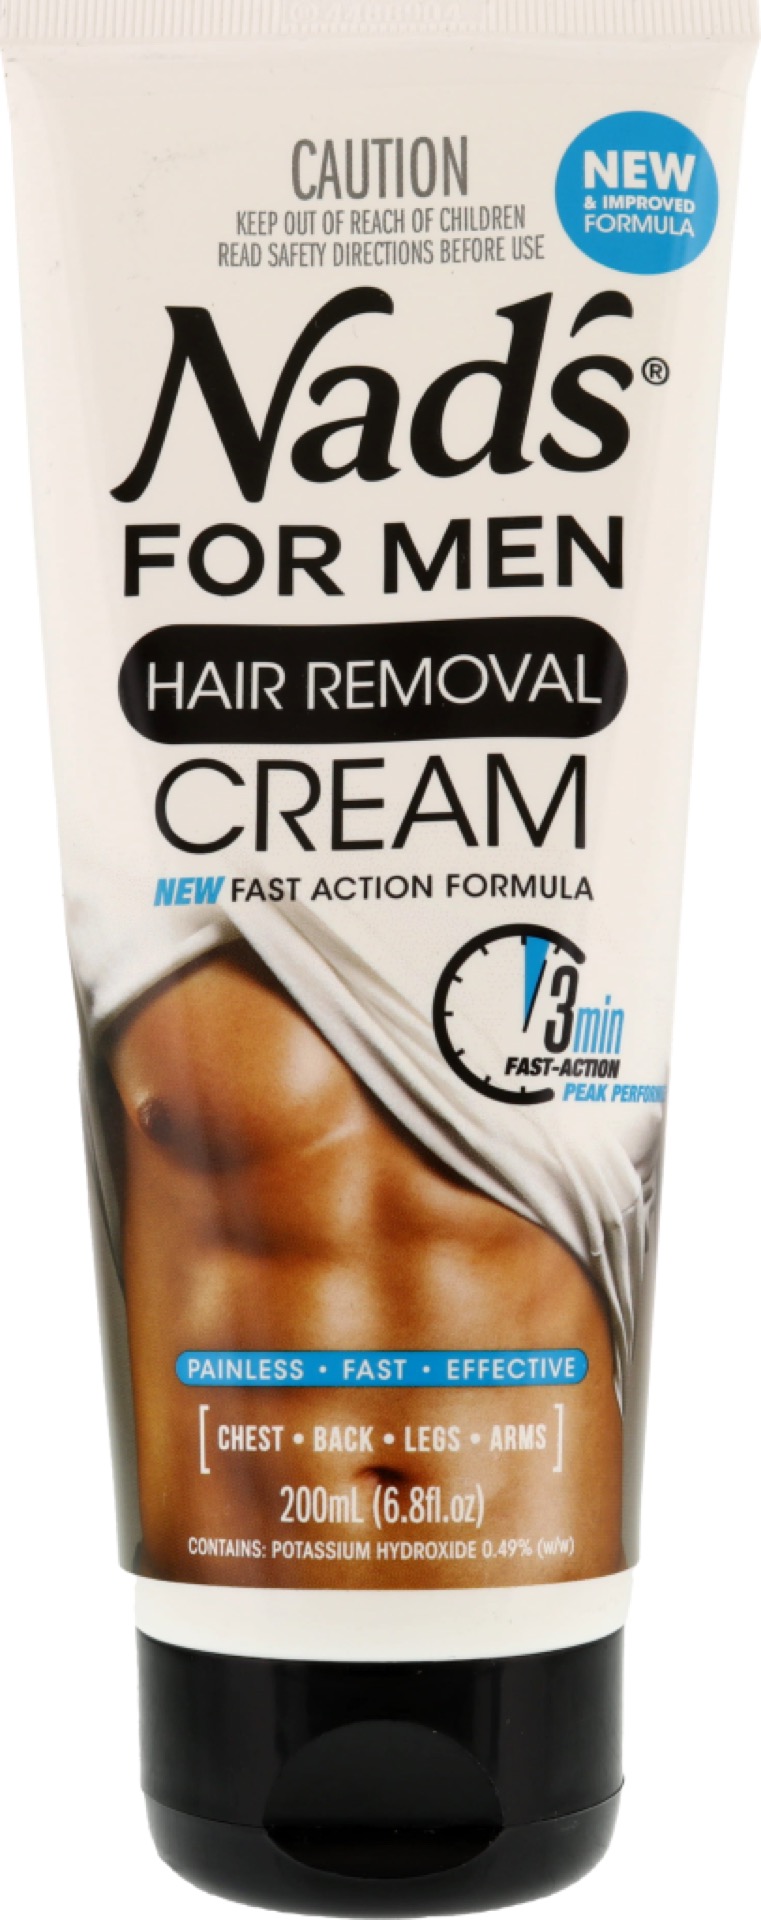 CAUTION
KEEP OUT OF REACH OF CHILDREN
READ SAFETY DIRECTIONS BEFORE USE
NEW
& IMPROVED
FORMULA
Nad's®
FOR MEN
HAIR REMOVAL
CREAM
NEW FAST ACTION FORMULA
3min
FAST-ACTION
PEAK
PAINLESS • FAST • EFFECTIVE
[CHEST • BACK • LEGS • ARMS]
200mL (6.8fl.oz)
CONTAINS: POTASSIUM HYDROXIDE 0.49% (w/w)